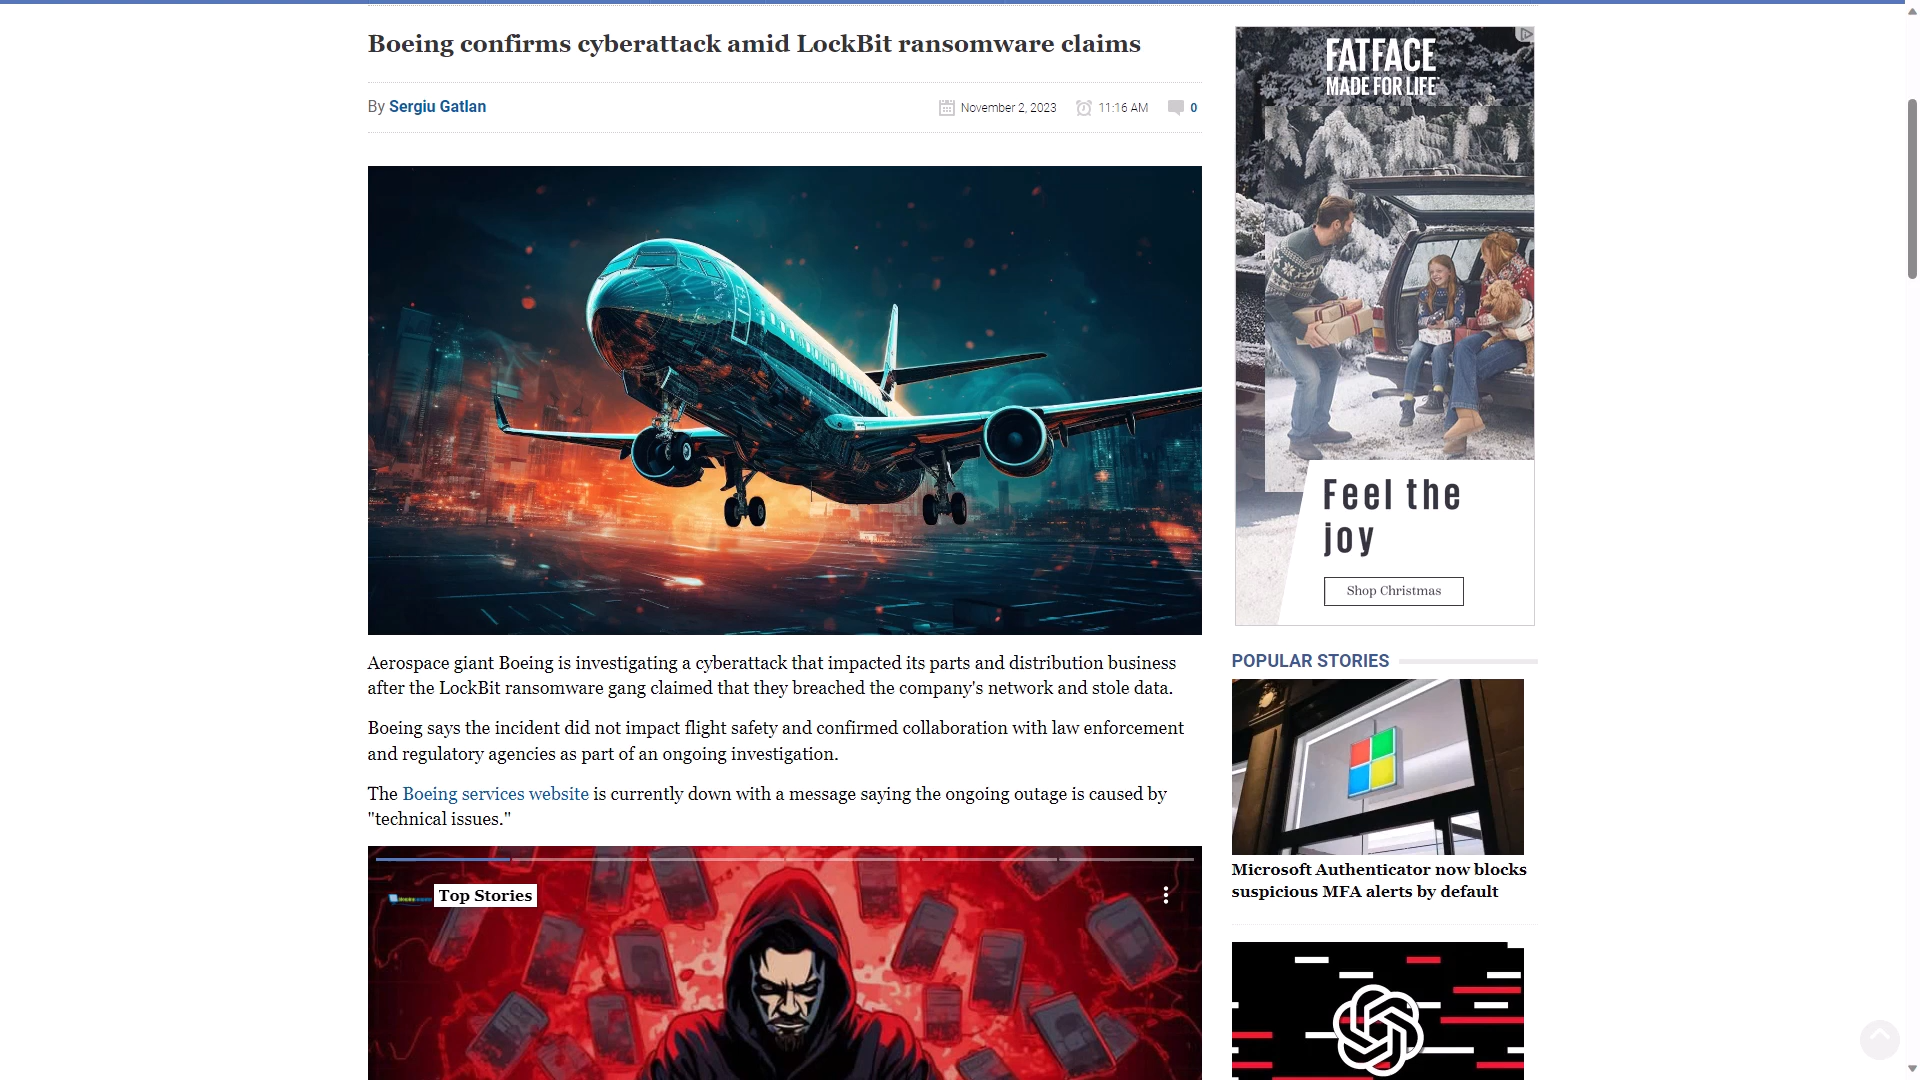 Boeing confirms cyberattack amid LockBit ransomware claims
By Sergiu Gatlan
November 2, 2023
11:16 AM
0
Aerospace giant Boeing is investigating a cyberattack that impacted its parts and distribution business
after the LockBit ransomware gang claimed that they breached the company's network and stole data.
Boeing says the incident did not impact flight safety and confirmed collaboration with law enforcement
and regulatory agencies as part of an ongoing investigation.
The Boeing services website is currently down with a message saying the ongoing outage is caused by
"technical issues."
Top Stories
FATFACE
MADE FOR LIFE
Feel the
joy
Shop Christmas
POPULAR STORIES
Microsoft Authenticator now blocks
suspicious MFA alerts by default